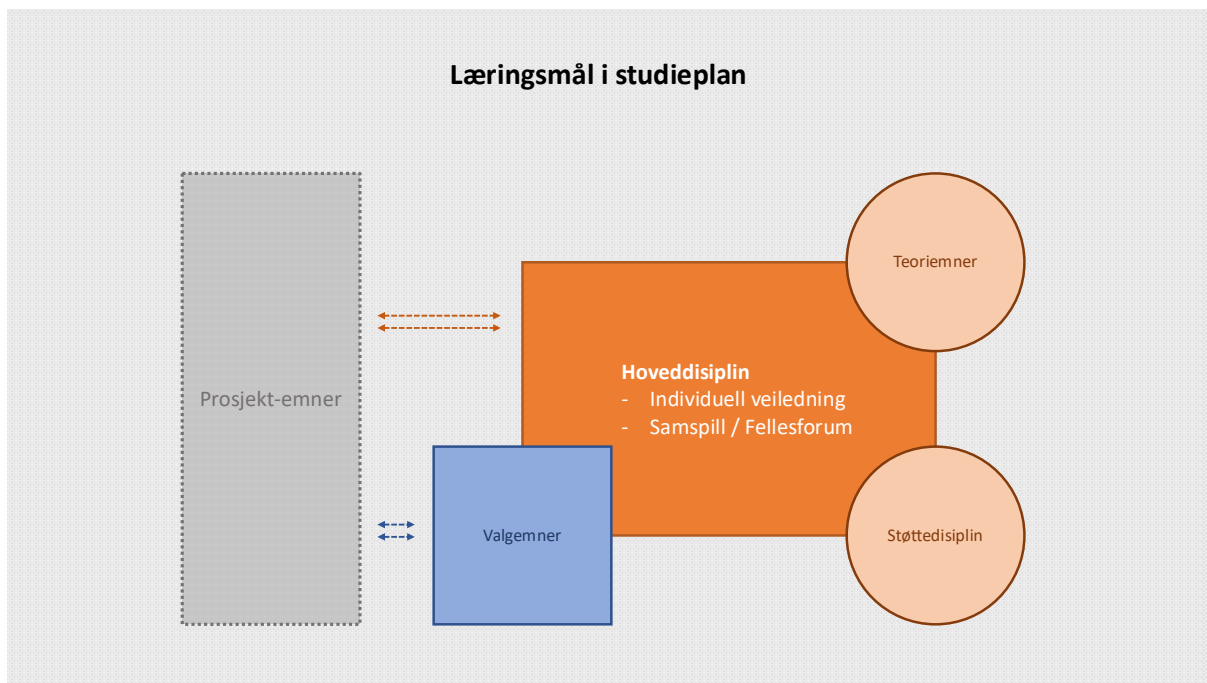 Læringsmål i studieplan
Teoriemner
Hoveddisiplin
- Individuell veiledning
- Samspill / Fellesforum
Prosjekt-emner
Valgemner
Støttedisiplin